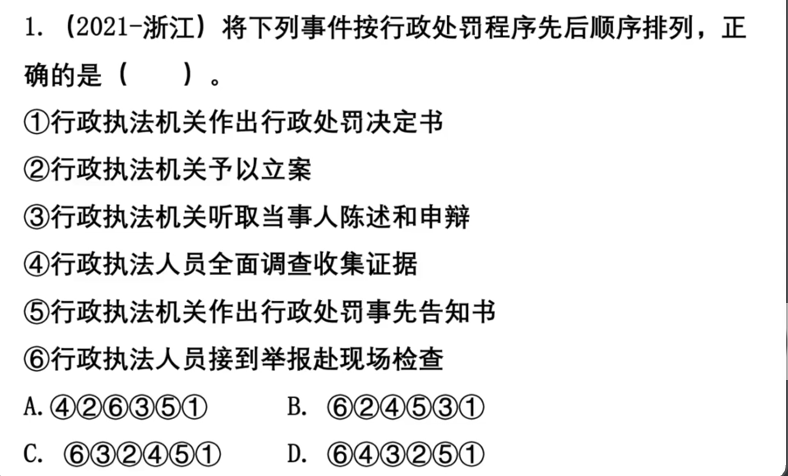 1. （2021-浙江）将下列事件按行政处罚程序先后顺序排列，正
确的是（　　）。
①行政执法机关作出行政处罚决定书
②行政执法机关予以立案
③行政执法机关听取当事人陈述和申辩
④行政执法人员全面调查收集证据
⑤行政执法机关作出行政处罚事先告知书
⑥行政执法人员接到举报赴现场检查
A.④②⑥③⑤①　　B. ⑥②④⑤③①
C. ⑥③②④⑤①　　D. ⑥④③②⑤①